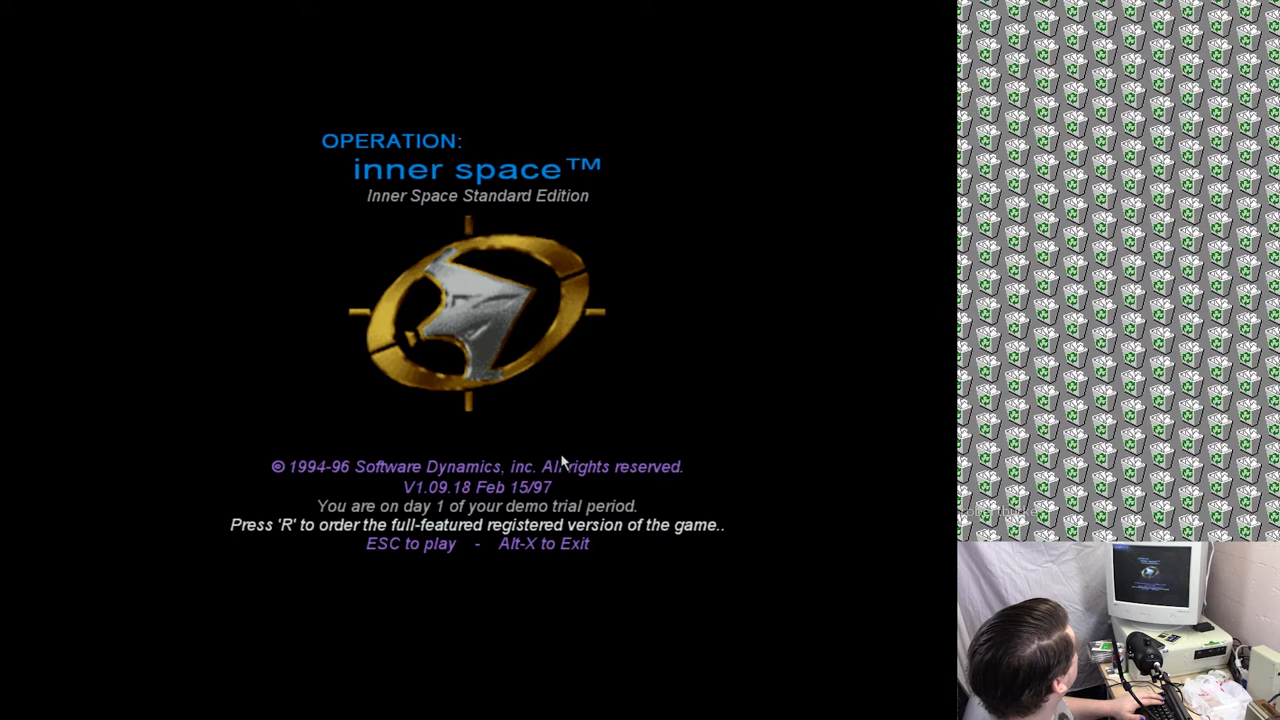 OPERATION:
inner space™
Inner Space Standard Edition
© 1994-96 Software Dynamics, inc. All rights reserved.
V1.09.18 Feb 15/97
You are on day 1 of your demo trial period.
Press 'R' to order the full-featured registered version of the game..
ESC to play - Alt-X to Exit